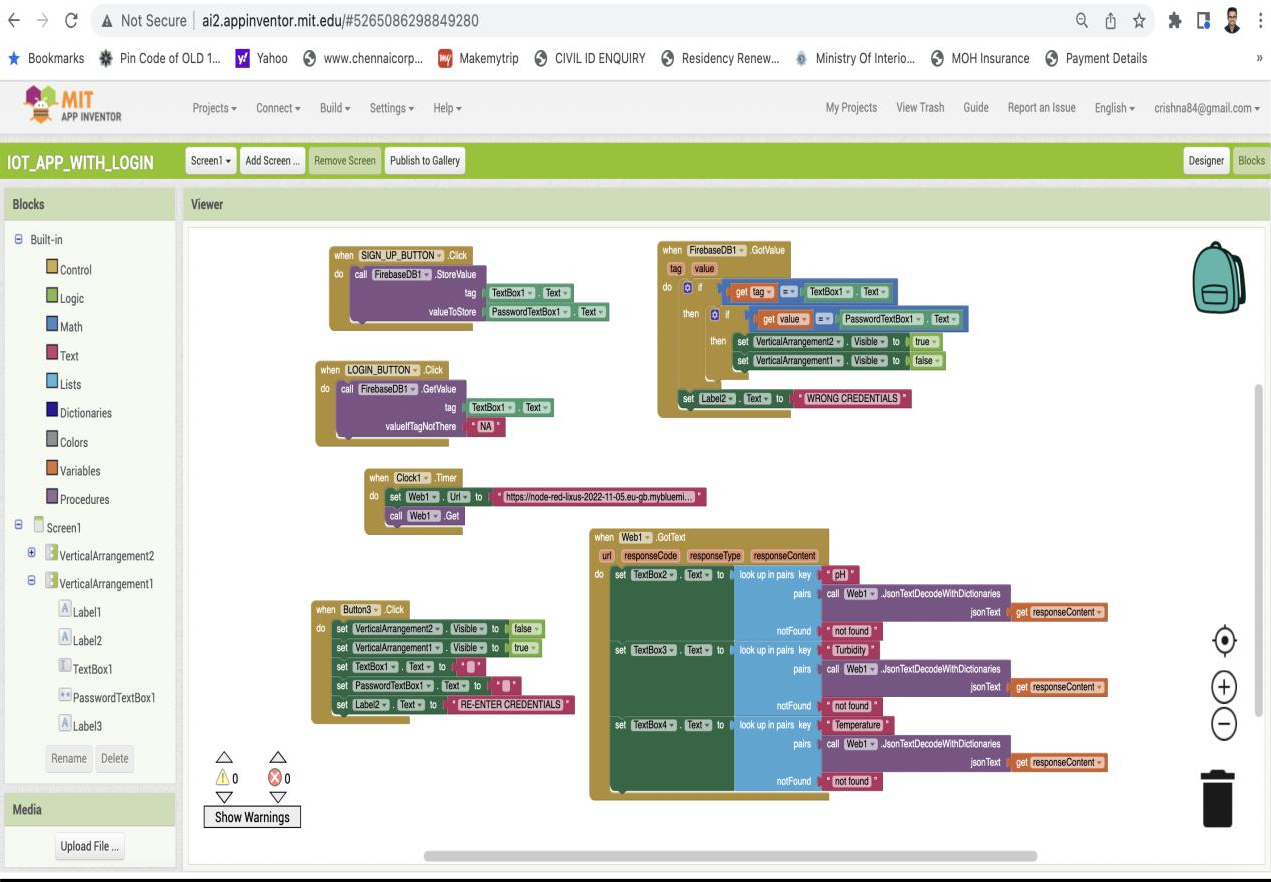 Not Secure ai2.appinventor.mit.edu/#5265086298849280
Bookmarks Pin Code of OLD 1... Yahoo www.chennaicorp... Makemytrip CIVIL ID ENQUIRY Residency Renew... Ministry Of Interio... MOH Insurance Payment Details »
MIT
APP INVENTOR
Projects Connect Build Settings Help My Projects View Trash Guide Report an Issue English crishna84@gmail.com
IOT_APP_WITH_LOGIN Screen1 Add Screen ... Remove Screen Publish to Gallery Designer Blocks
Blocks
Built-in
Control
Logic
Math
Text
Lists
Dictionaries
Colors
Variables
Procedures
Screen1
VerticalArrangement2
VerticalArrangement1
Label1
Label2
TextBox1
PasswordTextBox1
Label3
Rename Delete
Media
Upload File ...
Viewer
when SIGN_UP_BUTTON .Click
do call FirebaseDB1 .StoreValue
tag TextBox1 . Text
valueToStore PasswordTextBox1 . Text
when FirebaseDB1 .GotValue
tag value
do if get tag = TextBox1 . Text
then if get value = PasswordTextBox1 . Text
then set VerticalArrangement2 . Visible to true
set VerticalArrangement1 . Visible to false
set Label2 . Text to " WRONG CREDENTIALS "
when LOGIN_BUTTON .Click
do call FirebaseDB1 .GetValue
tag TextBox1 . Text
valueIfTagNotThere " NA "
when Clock1 .Timer
do set Web1 . Url to " https://node-red-lixus-2022-11-05.eu-gb.mybluemi... "
call Web1 .Get
when Web1 .GotText
url responseCode responseType responseContent
do set TextBox2 . Text to look up in pairs key " pH "
pairs call Web1 .JsonTextDecodeWithDictionaries
jsonText get responseContent
notFound " not found "
set TextBox3 . Text to look up in pairs key " Turbidity "
pairs call Web1 .JsonTextDecodeWithDictionaries
jsonText get responseContent
notFound " not found "
set TextBox4 . Text to look up in pairs key " Temperature "
pairs call Web1 .JsonTextDecodeWithDictionaries
jsonText get responseContent
notFound " not found "
when Button3 .Click
do set VerticalArrangement2 . Visible to false
set VerticalArrangement1 . Visible to true
set TextBox1 . Text to " "
set PasswordTextBox1 . Text to " "
set Label2 . Text to " RE-ENTER CREDENTIALS "
0 0
Show Warnings